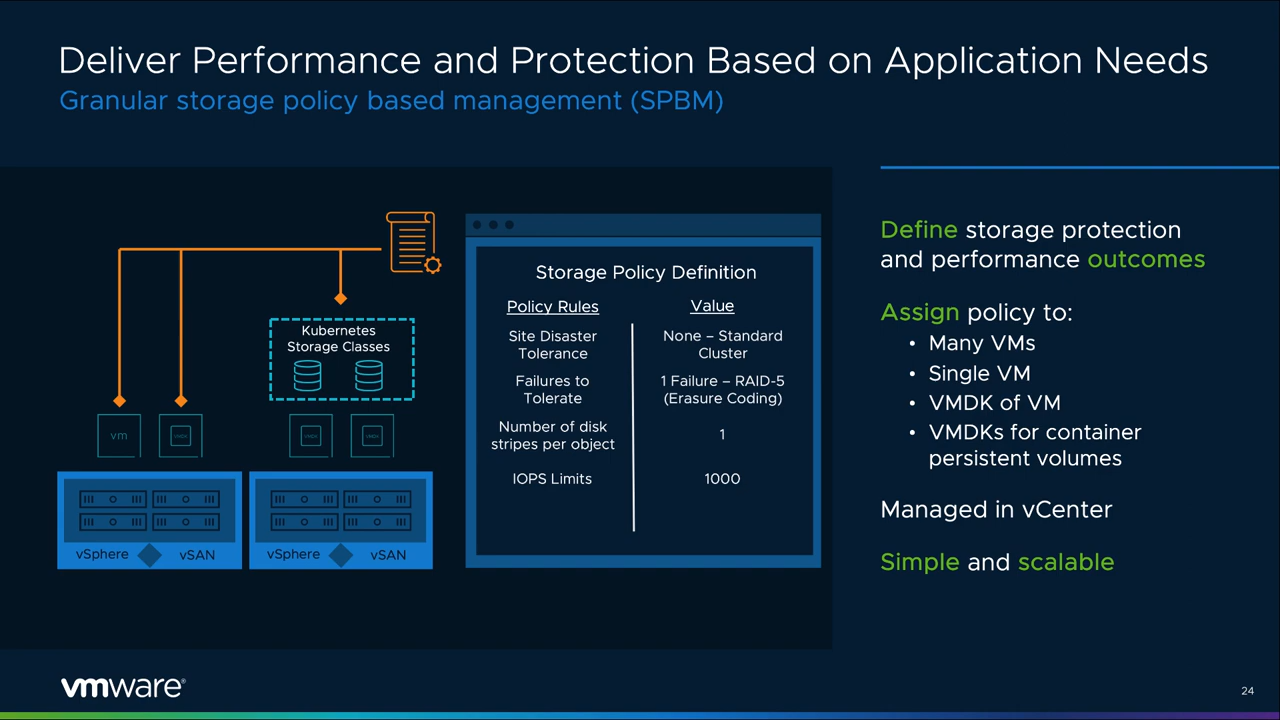 Deliver Performance and Protection Based on Application Needs
Granular storage policy based management (SPBM)
Kubernetes
Storage Classes
vm
VMDK
VMDK
VMDK
vSphere
vSAN
vSphere
vSAN
Storage Policy Definition
Policy Rules
Value
Site Disaster
Tolerance
None – Standard
Cluster
Failures to
Tolerate
1 Failure – RAID-5
(Erasure Coding)
Number of disk
stripes per object
1
IOPS Limits
1000
Define storage protection
and performance outcomes
Assign policy to:
• Many VMs
• Single VM
• VMDK of VM
• VMDKs for container
persistent volumes
Managed in vCenter
Simple and scalable
vmware®
24